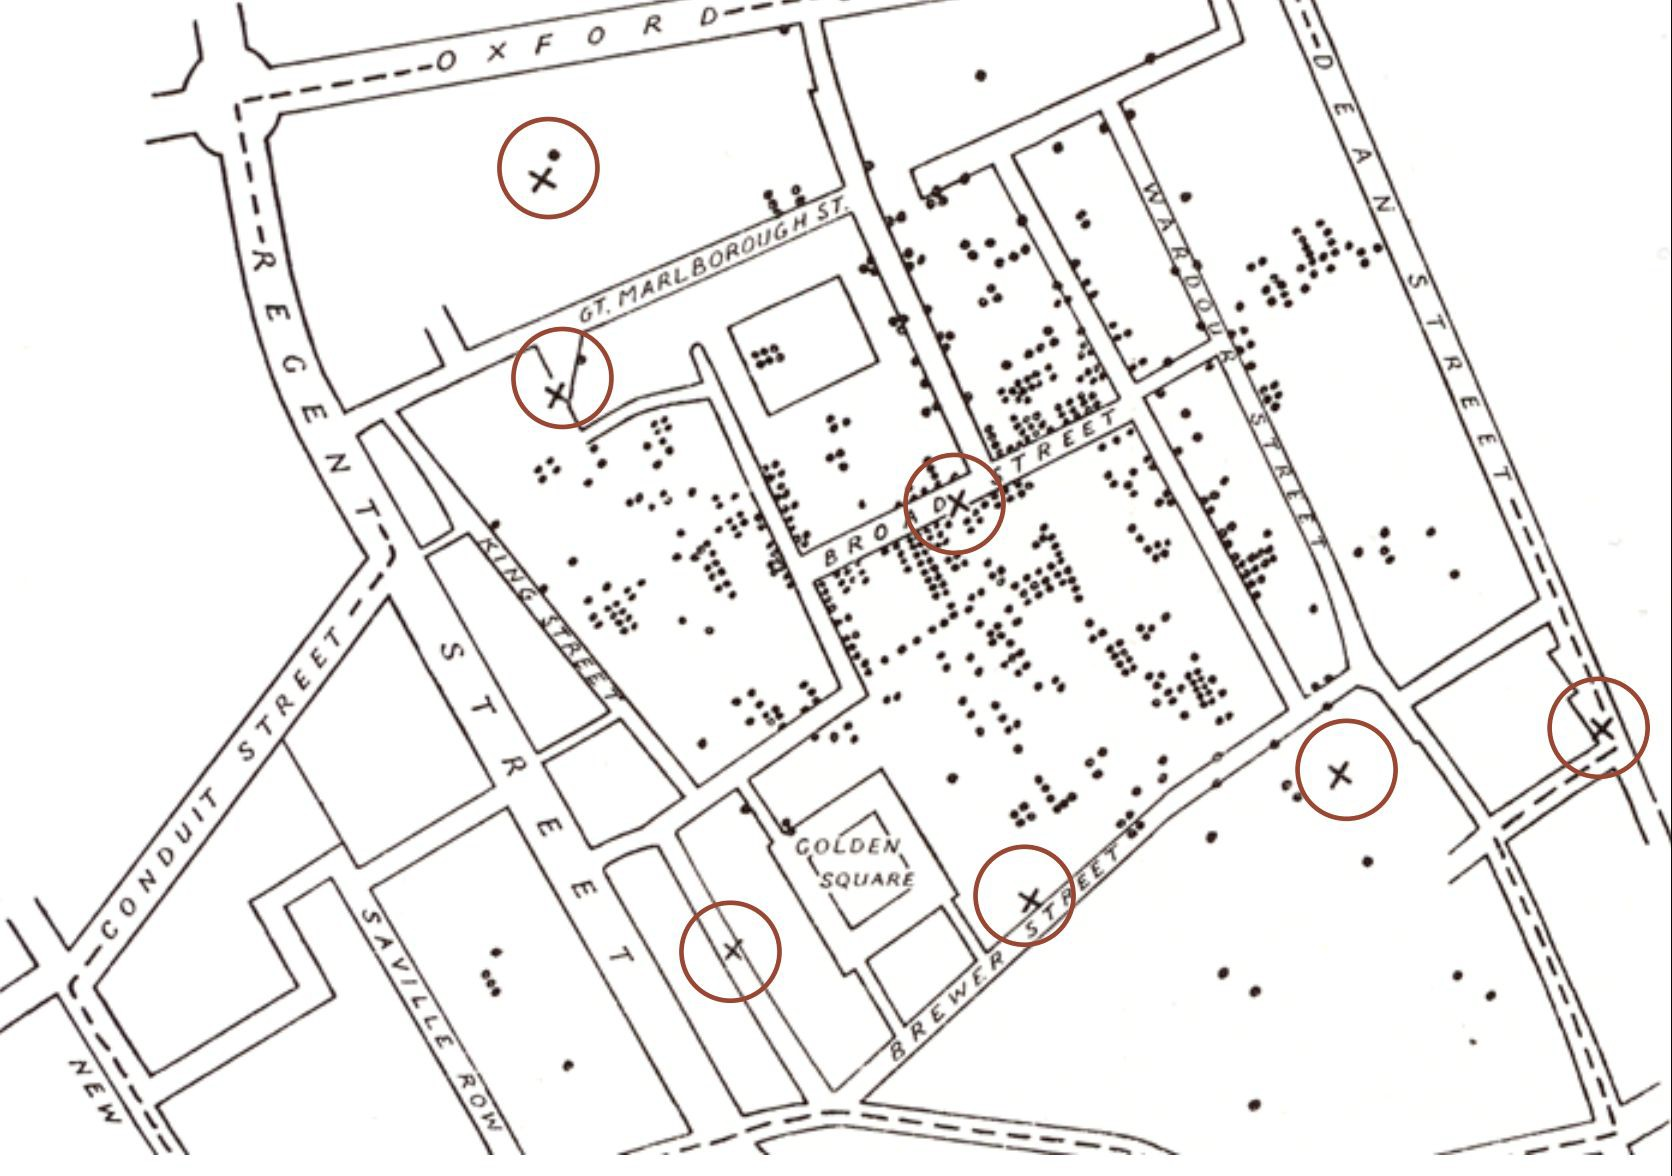 OXFORD
REGENT STREET
GT. MARLBOROUGH ST.
DEAN STREET
WARDOUR STREET
BROAD STREET
KING STREET
CONDUIT STREET
GOLDEN
SQUARE
BREWER STREET
SAVILLE ROW
NEW